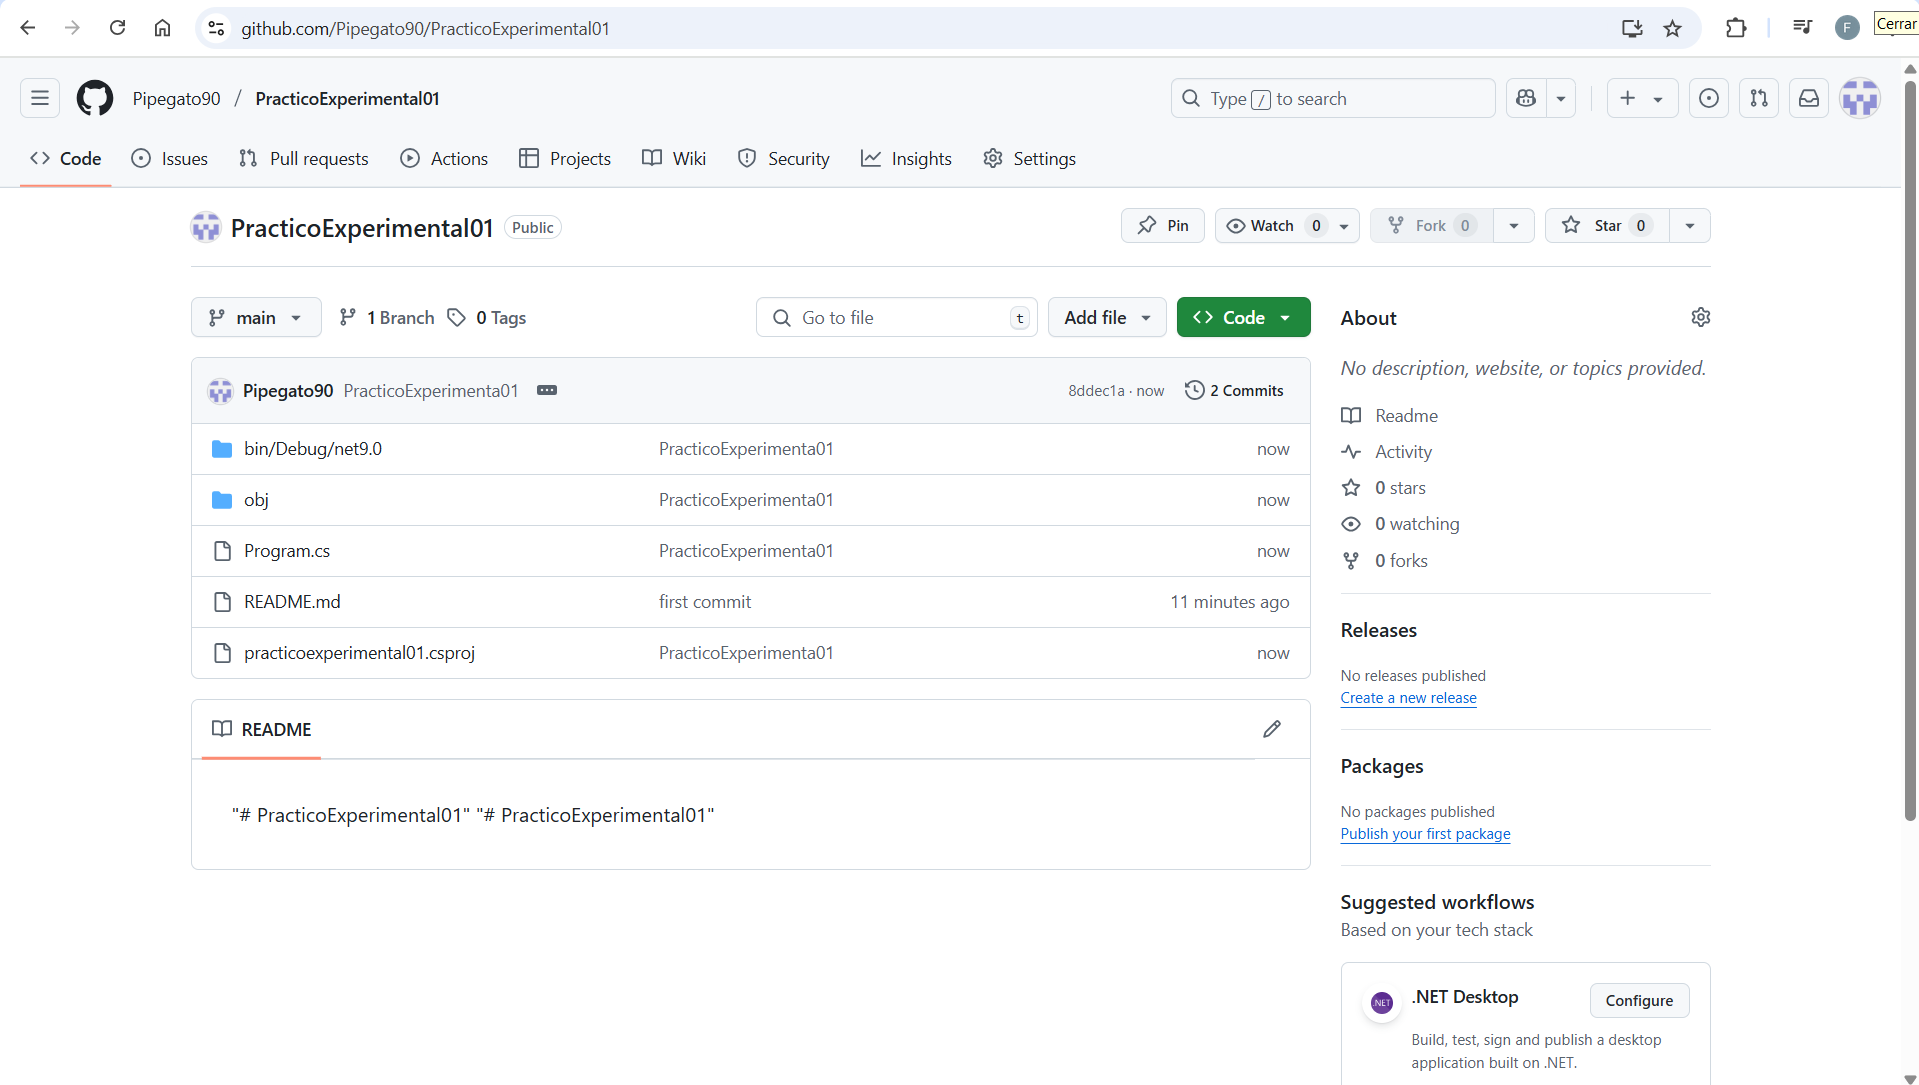 github.com/Pipegato90/PracticoExperimental01
F
Cerrar
Pipegato90 / PracticoExperimental01
Type / to search
Code Issues Pull requests Actions Projects Wiki Security Insights Settings
PracticoExperimental01 Public
Pin Watch 0 Fork 0 Star 0
main 1 Branch 0 Tags Go to file t Add file Code
Pipegato90 PracticoExperimenta01 8ddec1a · now 2 Commits
bin/Debug/net9.0 PracticoExperimenta01 now
obj PracticoExperimenta01 now
Program.cs PracticoExperimenta01 now
README.md first commit 11 minutes ago
practicoexperimental01.csproj PracticoExperimenta01 now
README
"# PracticoExperimental01" "# PracticoExperimental01"
About
No description, website, or topics provided.
Readme
Activity
0 stars
0 watching
0 forks
Releases
No releases published
Create a new release
Packages
No packages published
Publish your first package
Suggested workflows
Based on your tech stack
.NET
.NET Desktop
Configure
Build, test, sign and publish a desktop
application built on .NET.